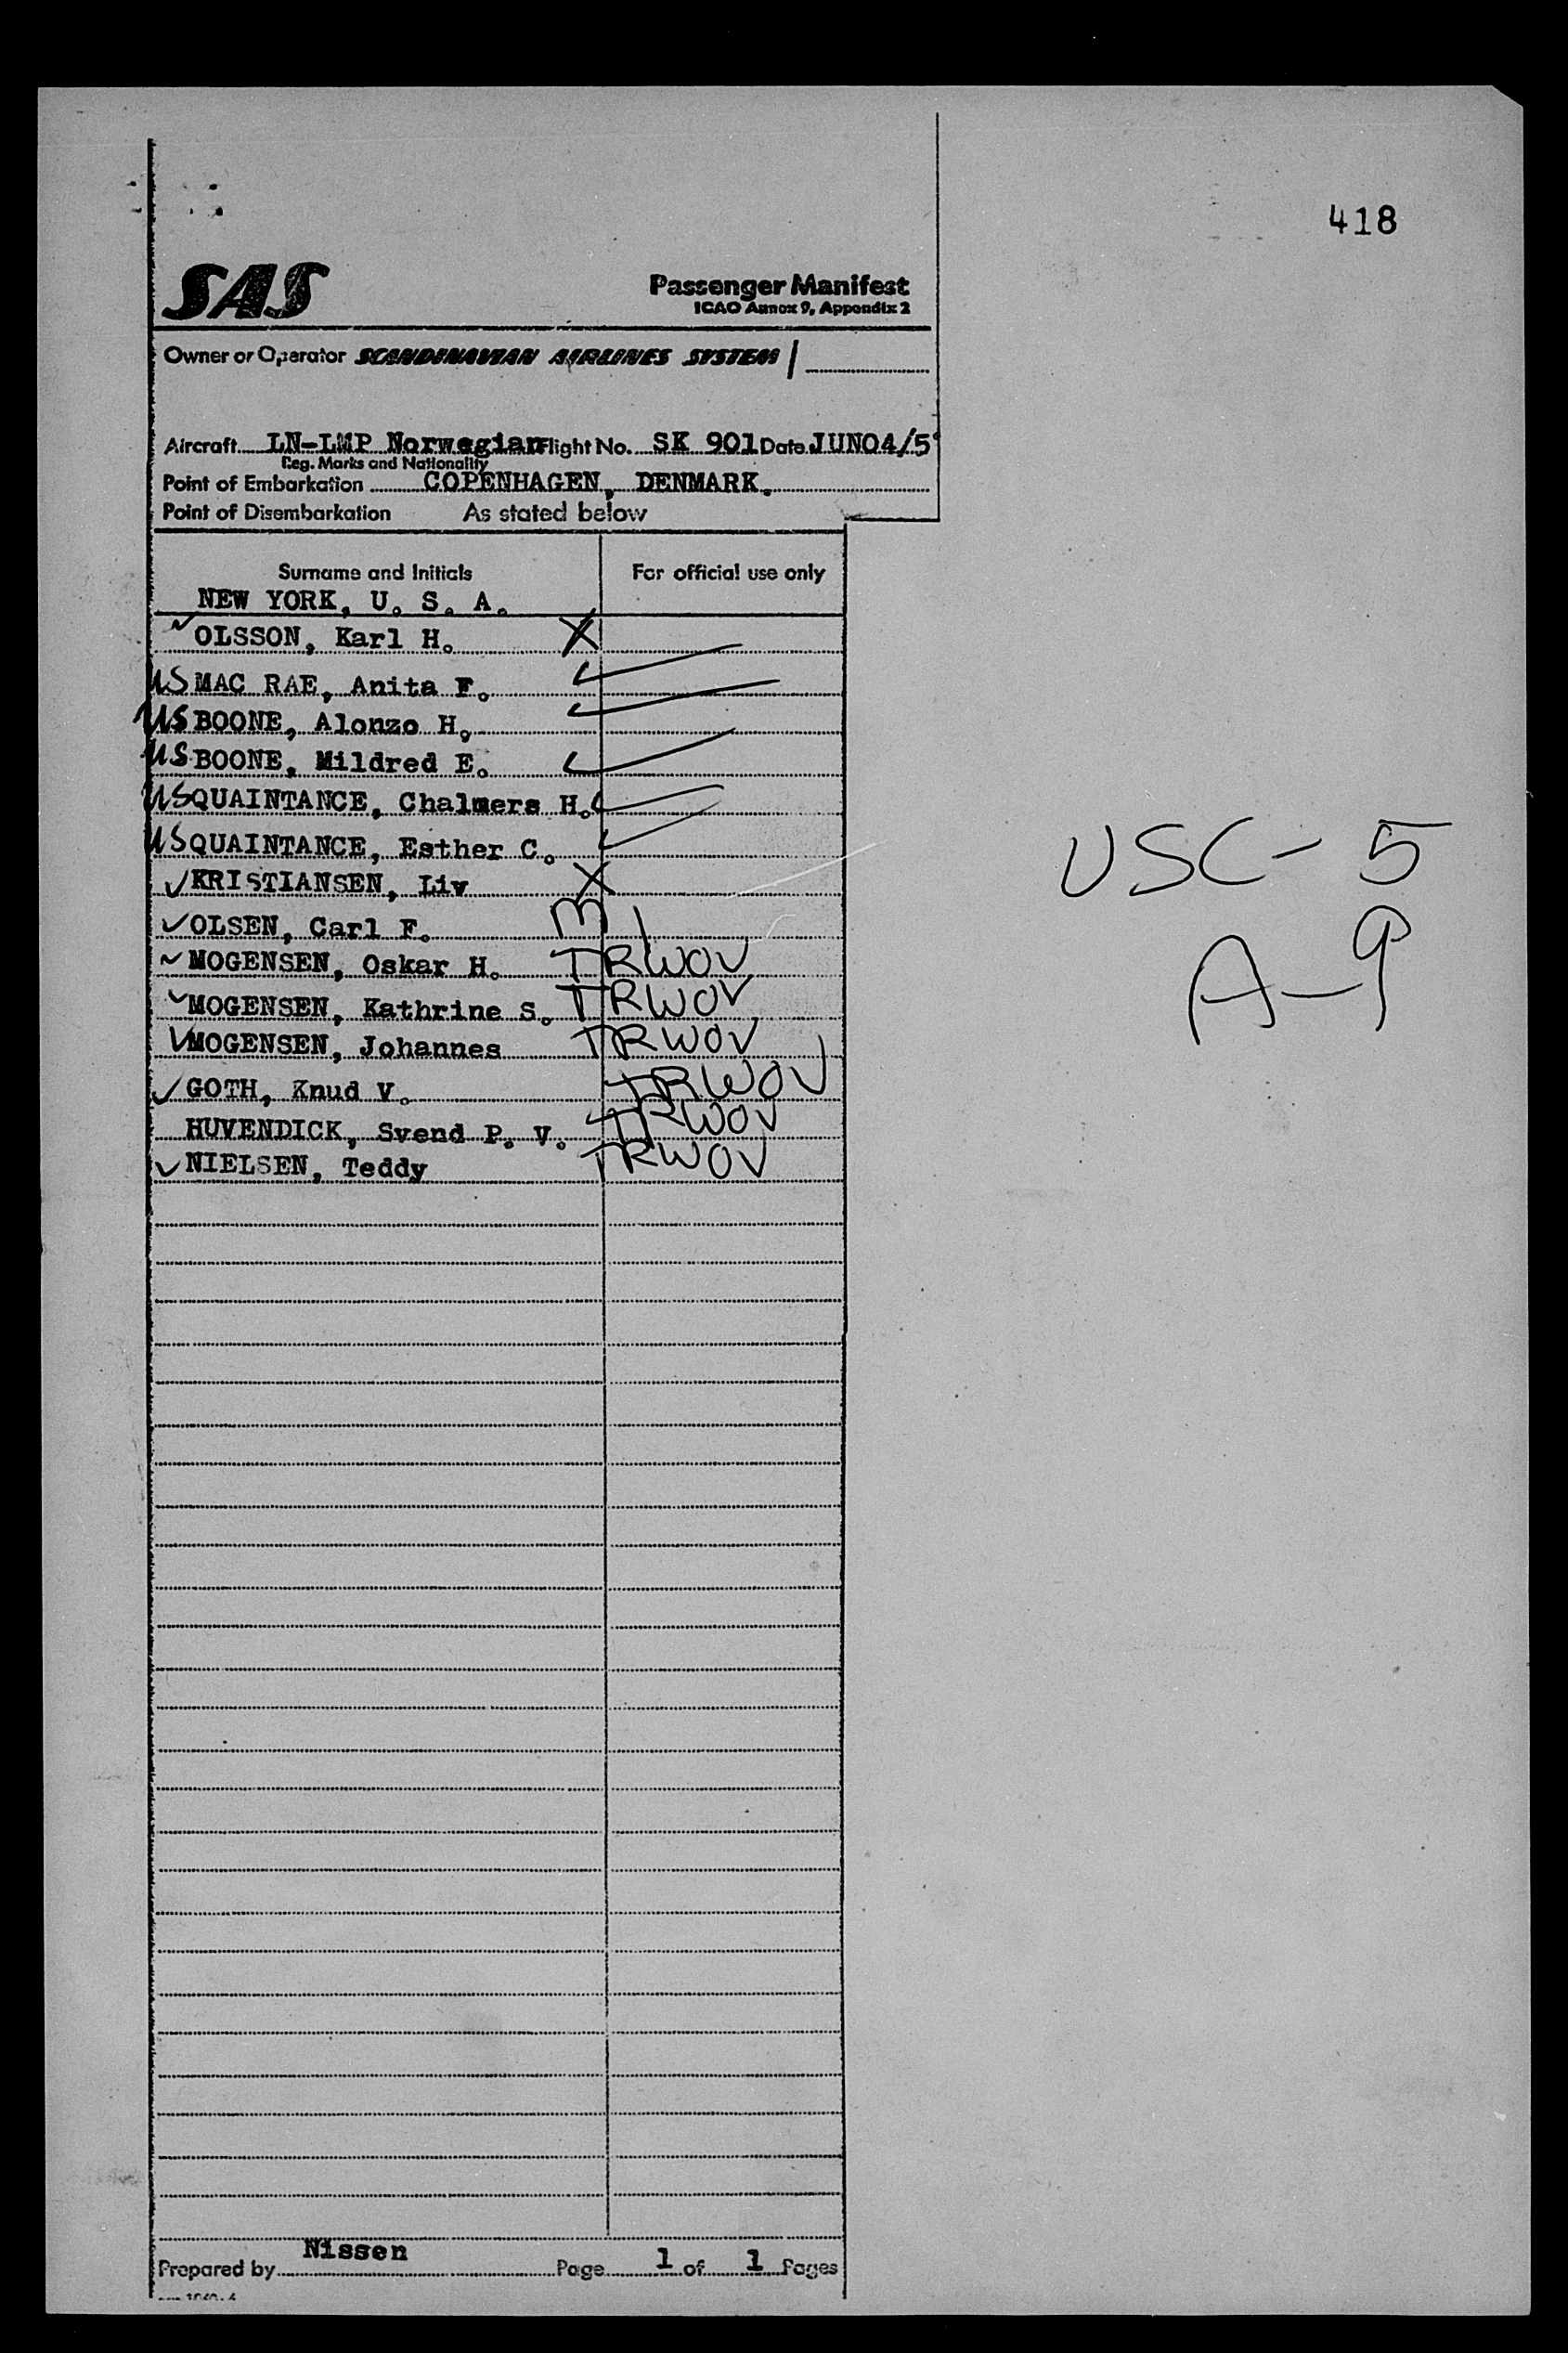 418
SAS
Passenger Manifest
ICAO Annex 9, Appendix 2
Owner or Operator SCANDINAVIAN AIRLINES SYSTEM
Aircraft LN-LMP Norwegian Flight No. SK 901 Date JUN04/5
Reg. Marks and Nationality
Point of Embarkation COPENHAGEN, DENMARK.
Point of Disembarkation As stated below
Surname and Initials For official use only
NEW YORK, U. S. A.
OLSSON, Karl H. X
US MAC RAE, Anita F.
US BOONE, Alonzo H.
US BOONE, Mildred E.
US QUAINTANCE, Chalmers H.
US QUAINTANCE, Esther C.
USC - 5
KRISTIANSEN, Liv X
OLSEN, Carl F. M
A-9
MOGENSEN, Oskar H. TRWOV
MOGENSEN, Kathrine S. TRWOV
MOGENSEN, Johannes TRWOV
GOTH, Knud V. TRWOV
HUVENDICK, Svend P. V. TRWOV
NIELSEN, Teddy TRWOV
Prepared by Nissen Page 1 of 1 Pages